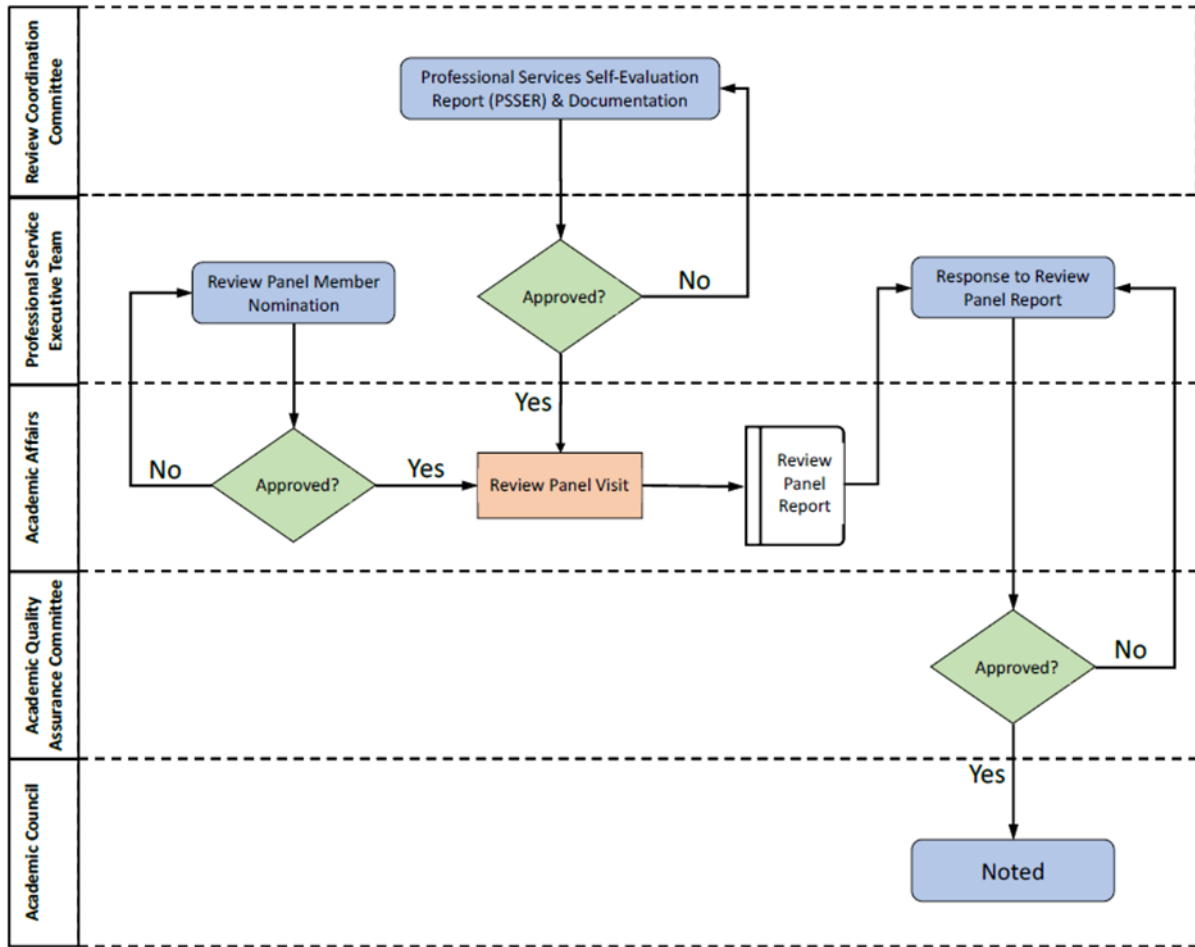 Review Coordination
Committee
Professional Services Self-Evaluation
Report (PSSER) & Documentation
Professional Service
Executive Team
Review Panel Member
Nomination
Approved?
No
Response to Review
Panel Report
Yes
Academic Affairs
No
Approved?
Yes
Review Panel Visit
Review
Panel
Report
Academic Quality
Assurance Committee
Approved?
No
Academic Council
Yes
Noted